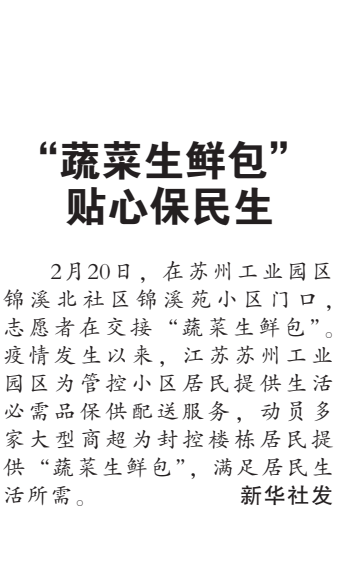 “蔬菜生鲜包”
贴心保民生
2月20日，在苏州工业园区
锦溪北社区锦溪苑小区门口，
志愿者在交接“蔬菜生鲜包”。
疫情发生以来，江苏苏州工业
园区为管控小区居民提供生活
必需品保供配送服务，动员多
家大型商超为封控楼栋居民提
供“蔬菜生鲜包”，满足居民生
活所需。 新华社发